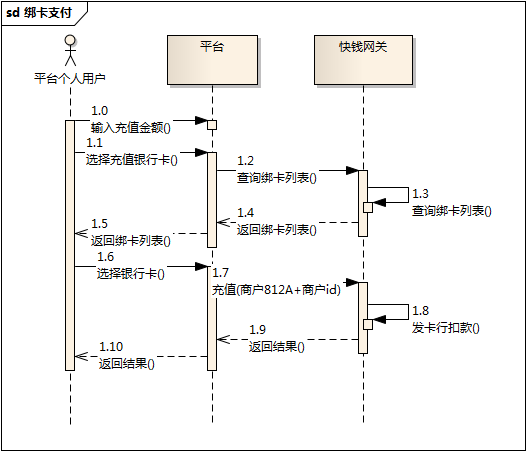 sd 绑卡支付
平台个人用户
平台
快钱网关
1.0
输入充值金额()
1.1
选择充值银行卡()
1.2
查询绑卡列表()
1.3
查询绑卡列表()
1.4
返回绑卡列表()
1.5
返回绑卡列表()
1.6
选择银行卡()
1.7
充值(商户812A+商户id)
1.8
发卡行扣款()
1.9
返回结果()
1.10
返回结果()